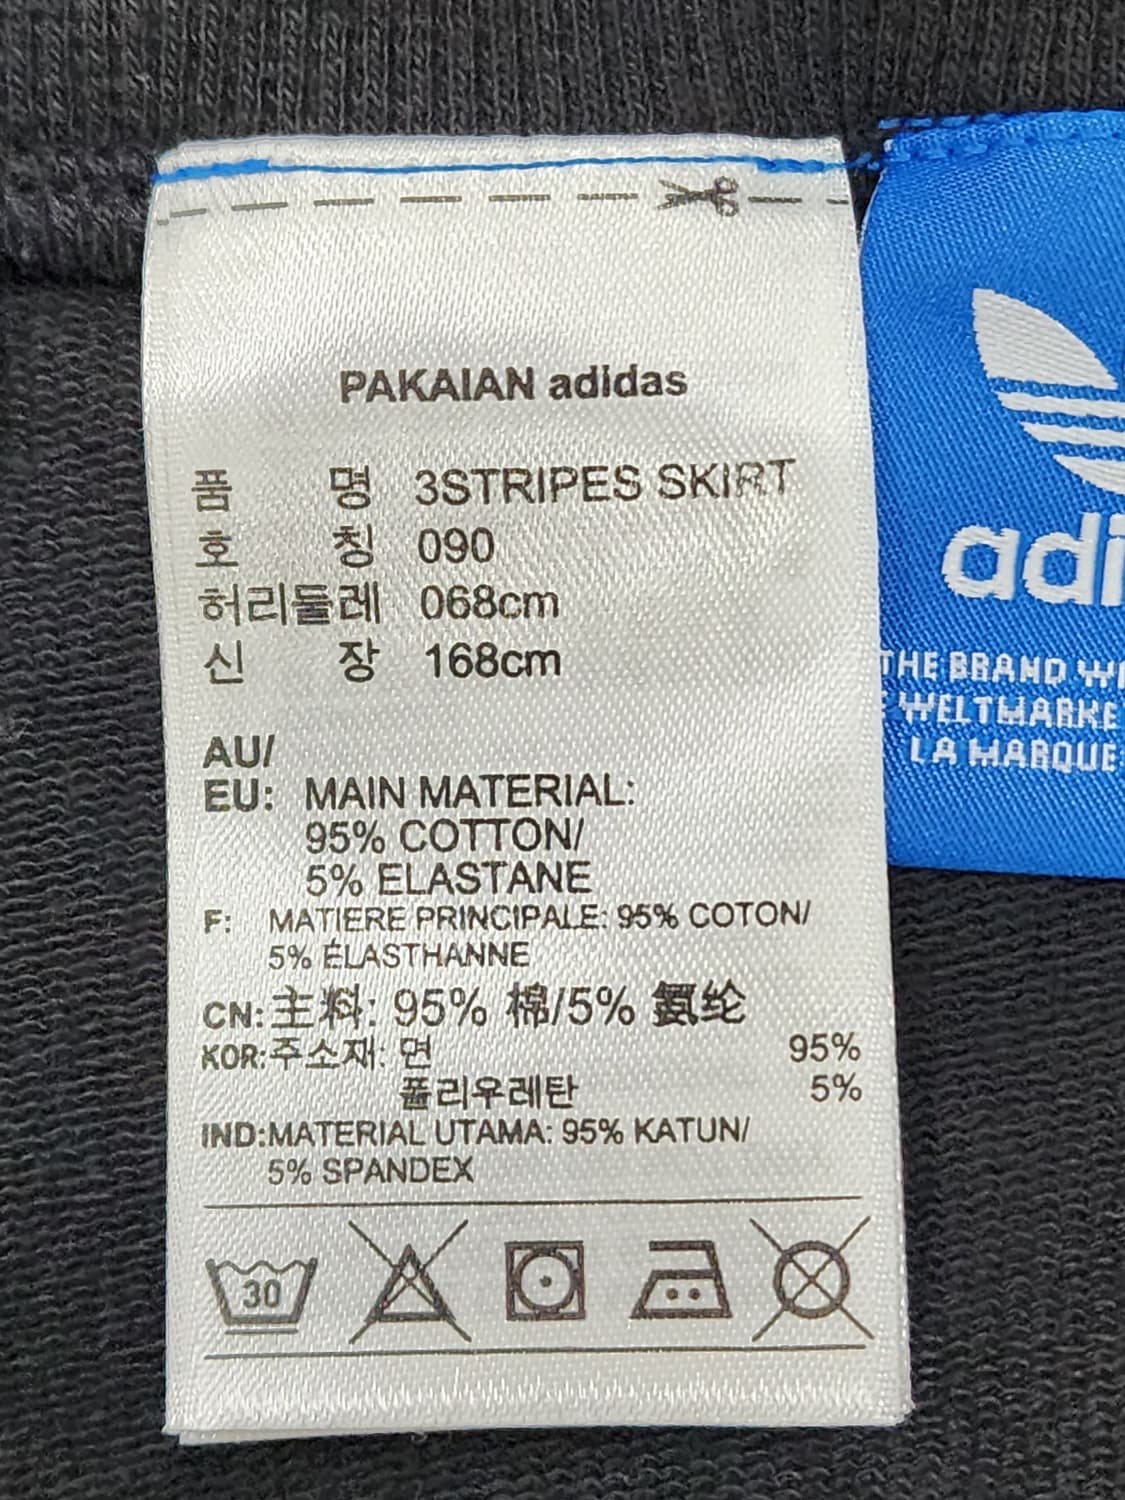 PAKAIAN adidas
품 명 3STRIPES SKIRT
호 칭 090
허리둘레 068cm
신 장 168cm
AU/
EU: MAIN MATERIAL:
95% COTTON/
5% ELASTANE
F: MATIERE PRINCIPALE: 95% COTON/
5% ÉLASTHANNE
CN: 主料: 95% 棉/5% 氨纶
KOR: 주소재: 면 95%
폴리우레탄 5%
IND: MATERIAL UTAMA: 95% KATUN/
5% SPANDEX
30
adi
THE BRAND WI
WELTMARKE
LA MARQUE